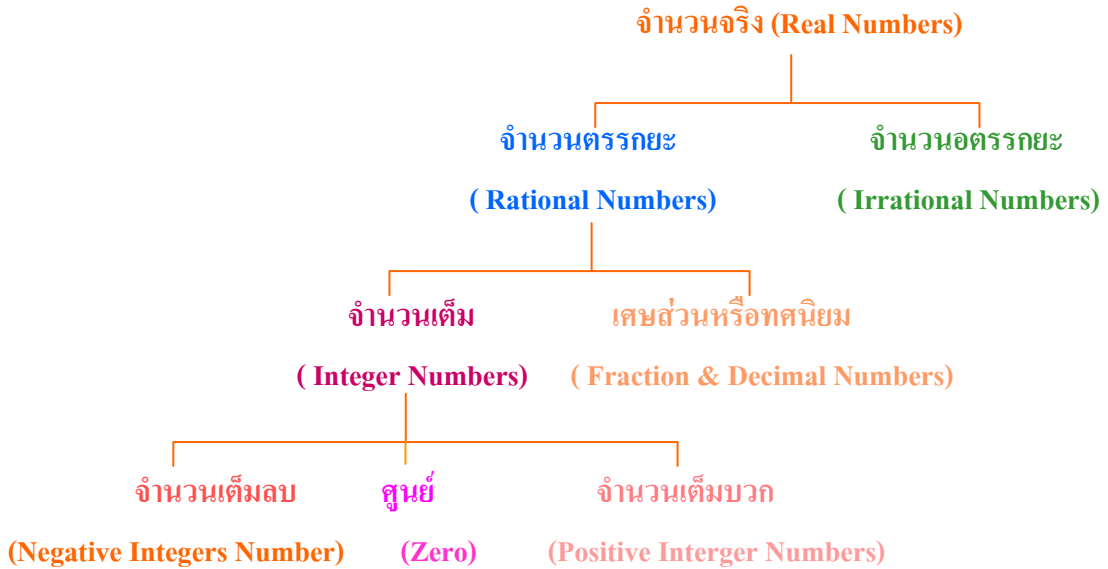 จำนวนจริง (Real Numbers)
จำนวนตรรกยะ
จำนวนอตรรกยะ
( Rational Numbers)
( Irrational Numbers)
จำนวนเต็ม
เศษส่วนหรือทศนิยม
( Integer Numbers)
( Fraction & Decimal Numbers)
จำนวนเต็มลบ
ศูนย์
จำนวนเต็มบวก
(Negative Integers Number)
(Zero)
(Positive Interger Numbers)